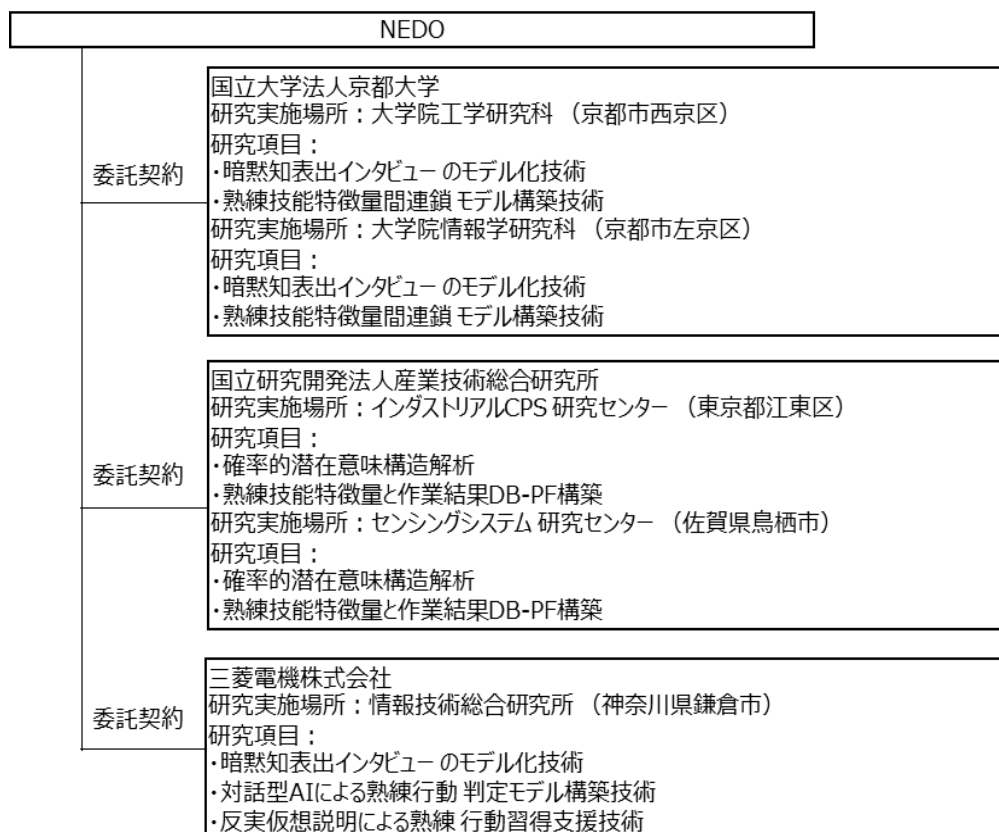 NEDO
委託契約
国立大学法人京都大学
研究実施場所：大学院工学研究科 （京都市西京区）
研究項目：
・暗黙知表出インタビューのモデル化技術
・熟練技能特徴量間連鎖モデル構築技術
研究実施場所：大学院情報学研究科 （京都市左京区）
研究項目：
・暗黙知表出インタビューのモデル化技術
・熟練技能特徴量間連鎖モデル構築技術
委託契約
国立研究開発法人産業技術総合研究所
研究実施場所：インダストリアルCPS研究センター （東京都江東区）
研究項目：
・確率的潜在意味構造解析
・熟練技能特徴量と作業結果DB-PF構築
研究実施場所：センシングシステム研究センター （佐賀県鳥栖市）
研究項目：
・確率的潜在意味構造解析
・熟練技能特徴量と作業結果DB-PF構築
委託契約
三菱電機株式会社
研究実施場所：情報技術総合研究所 （神奈川県鎌倉市）
研究項目：
・暗黙知表出インタビューのモデル化技術
・対話型AIによる熟練行動判定モデル構築技術
・反実仮想説明による熟練行動習得支援技術